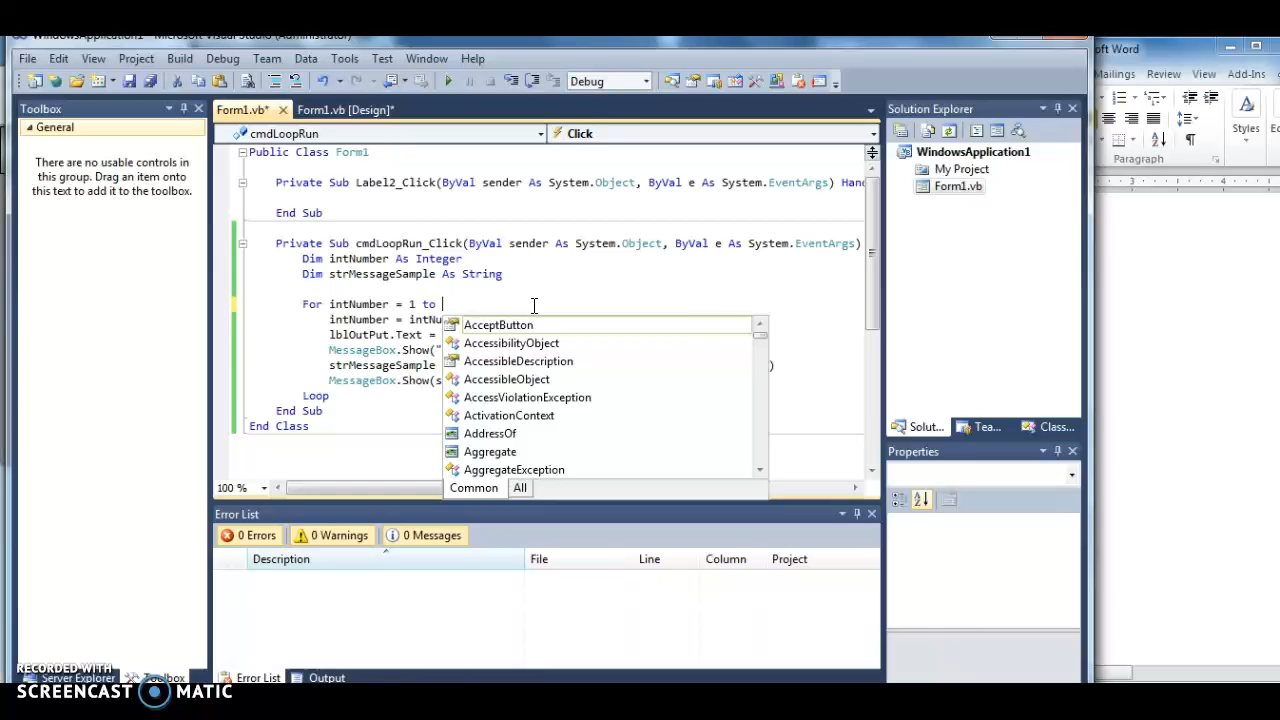 WindowsApplication1 - Microsoft Visual Studio (Administrator)
oft Word
File Edit View Project Build Debug Team Data Tools Test Window Help
Mailings Review View Add-Ins
Debug
Toolbox
Form1.vb* Form1.vb [Design]*
Solution Explorer
General
cmdLoopRun Click
Styles
There are no usable controls in
this group. Drag an item onto
this text to add it to the toolbox.
Public Class Form1
WindowsApplication1
My Project
Form1.vb
Paragraph
Private Sub Label2_Click(ByVal sender As System.Object, ByVal e As System.EventArgs) Han
End Sub
Private Sub cmdLoopRun_Click(ByVal sender As System.Object, ByVal e As System.EventArgs)
Dim intNumber As Integer
Dim strMessageSample As String
For intNumber = 1 to
intNumber = intNu
lblOutPut.Text =
MessageBox.Show("
strMessageSample )
MessageBox.Show(s
Loop
End Sub
End Class
AcceptButton
AccessibilityObject
AccessibleDescription
AccessibleObject
AccessViolationException
ActivationContext
AddressOf
Aggregate
AggregateException
Common All
100 %
Solut... Tea... Class...
Properties
Error List
0 Errors 0 Warnings 0 Messages
Description File Line Column Project
Server Explorer Toolbox Error List Output
RECORDED WITH
SCREENCAST MATIC
3 4